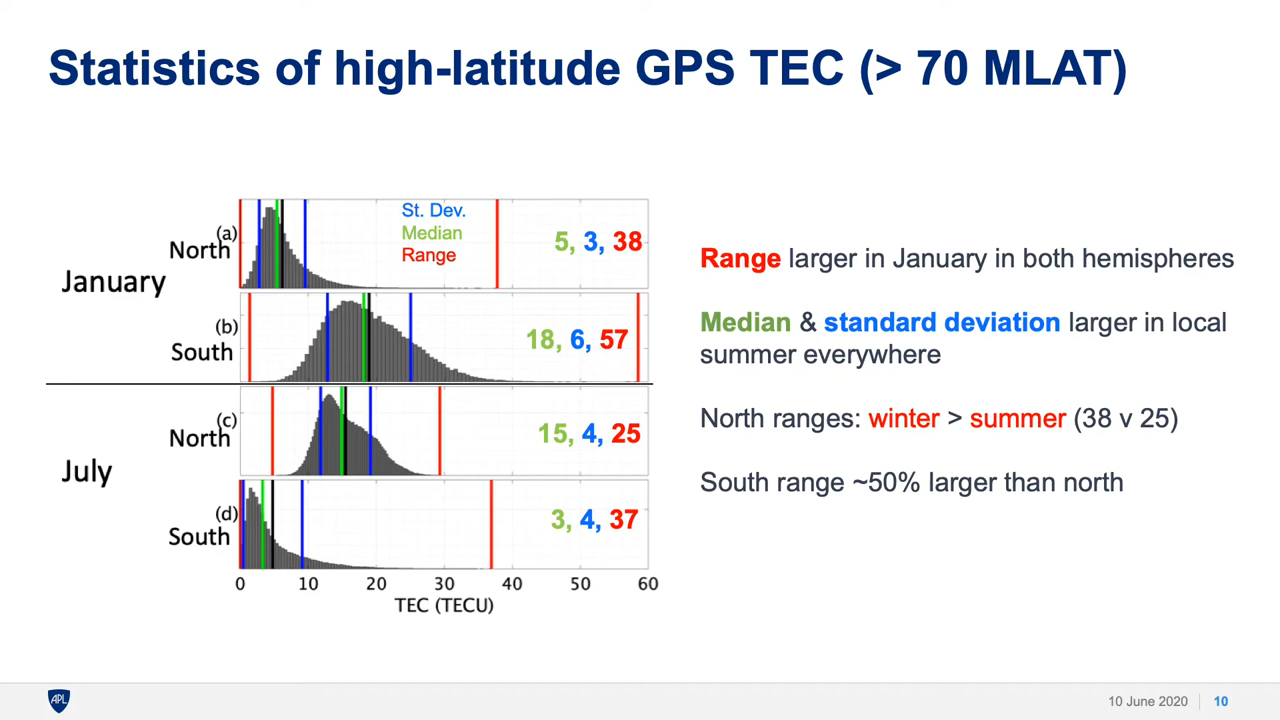 Statistics of high-latitude GPS TEC (> 70 MLAT)
January
(a)
North
St. Dev.
Median
Range
5, 3, 38
(b)
South
18, 6, 57
July
(c)
North
15, 4, 25
(d)
South
3, 4, 37
0 10 20 30 40 50 60
TEC (TECU)
Range larger in January in both hemispheres
Median & standard deviation larger in local
summer everywhere
North ranges: winter > summer (38 v 25)
South range ~50% larger than north
APL
10 June 2020
10